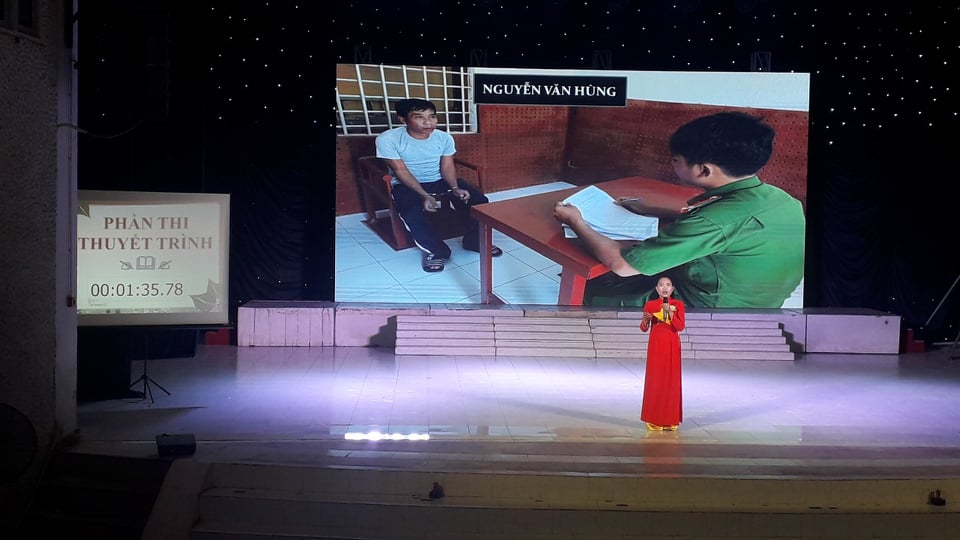 NGUYỄN VĂN HÙNG
PHẦN THI
THUYẾT TRÌNH
00:01:35.78